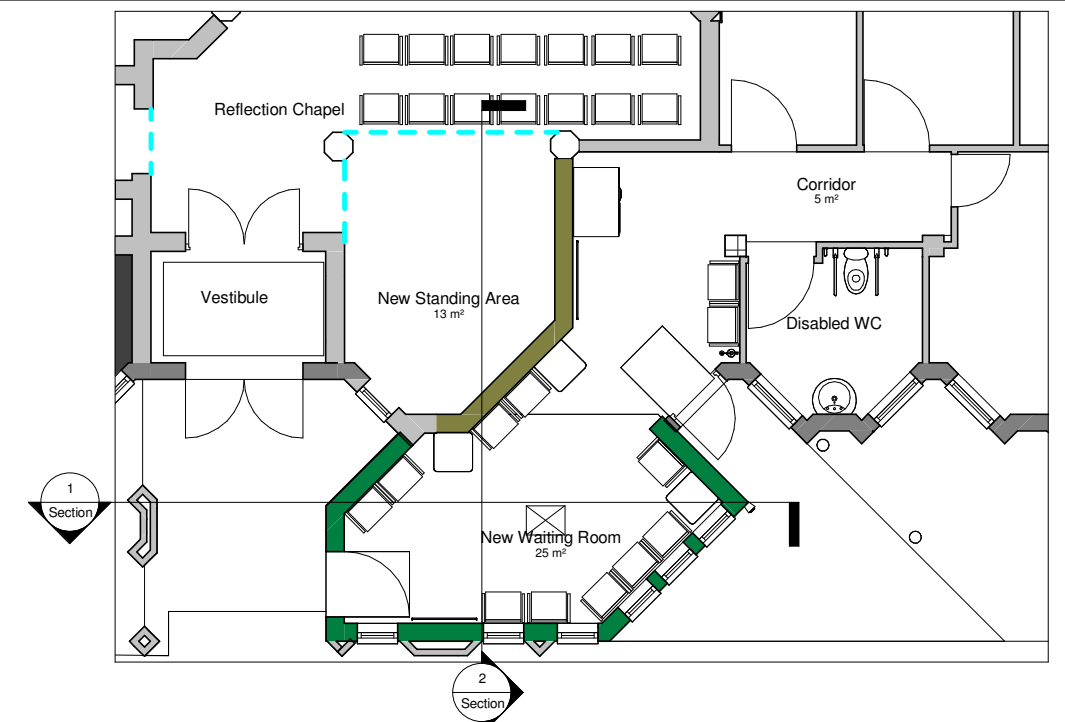 Reflection Chapel
Corridor
5 m²
Vestibule
New Standing Area
13 m²
Disabled WC
1
Section
New Waiting Room
25 m²
2
Section